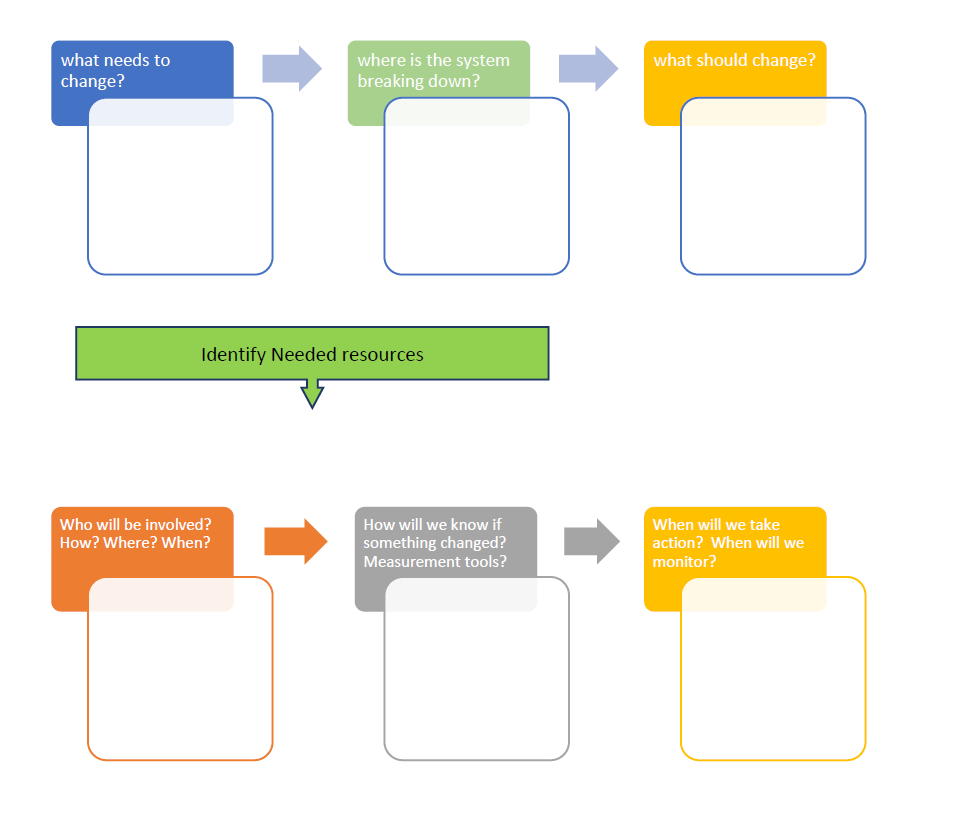 what needs to
change?
where is the system
breaking down?
what should change?
Identify Needed resources
Who will be involved?
How? Where? When?
How will we know if
something changed?
Measurement tools?
When will we take
action?  When will we
monitor?